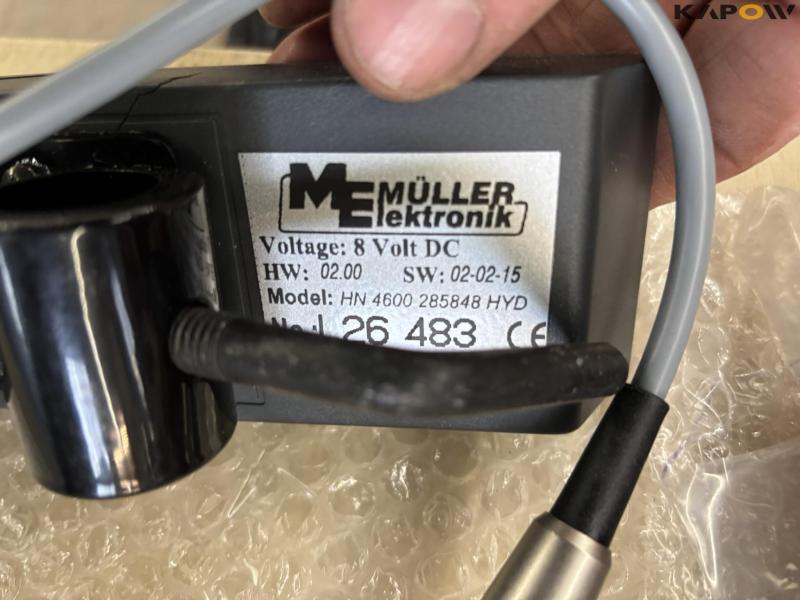 KAPOW
ME MÜLLER
Elektronik
Voltage: 8 Volt DC
HW: 02.00 SW: 02-02-15
Model: HN 4600 285848 HYD
26 483 CE